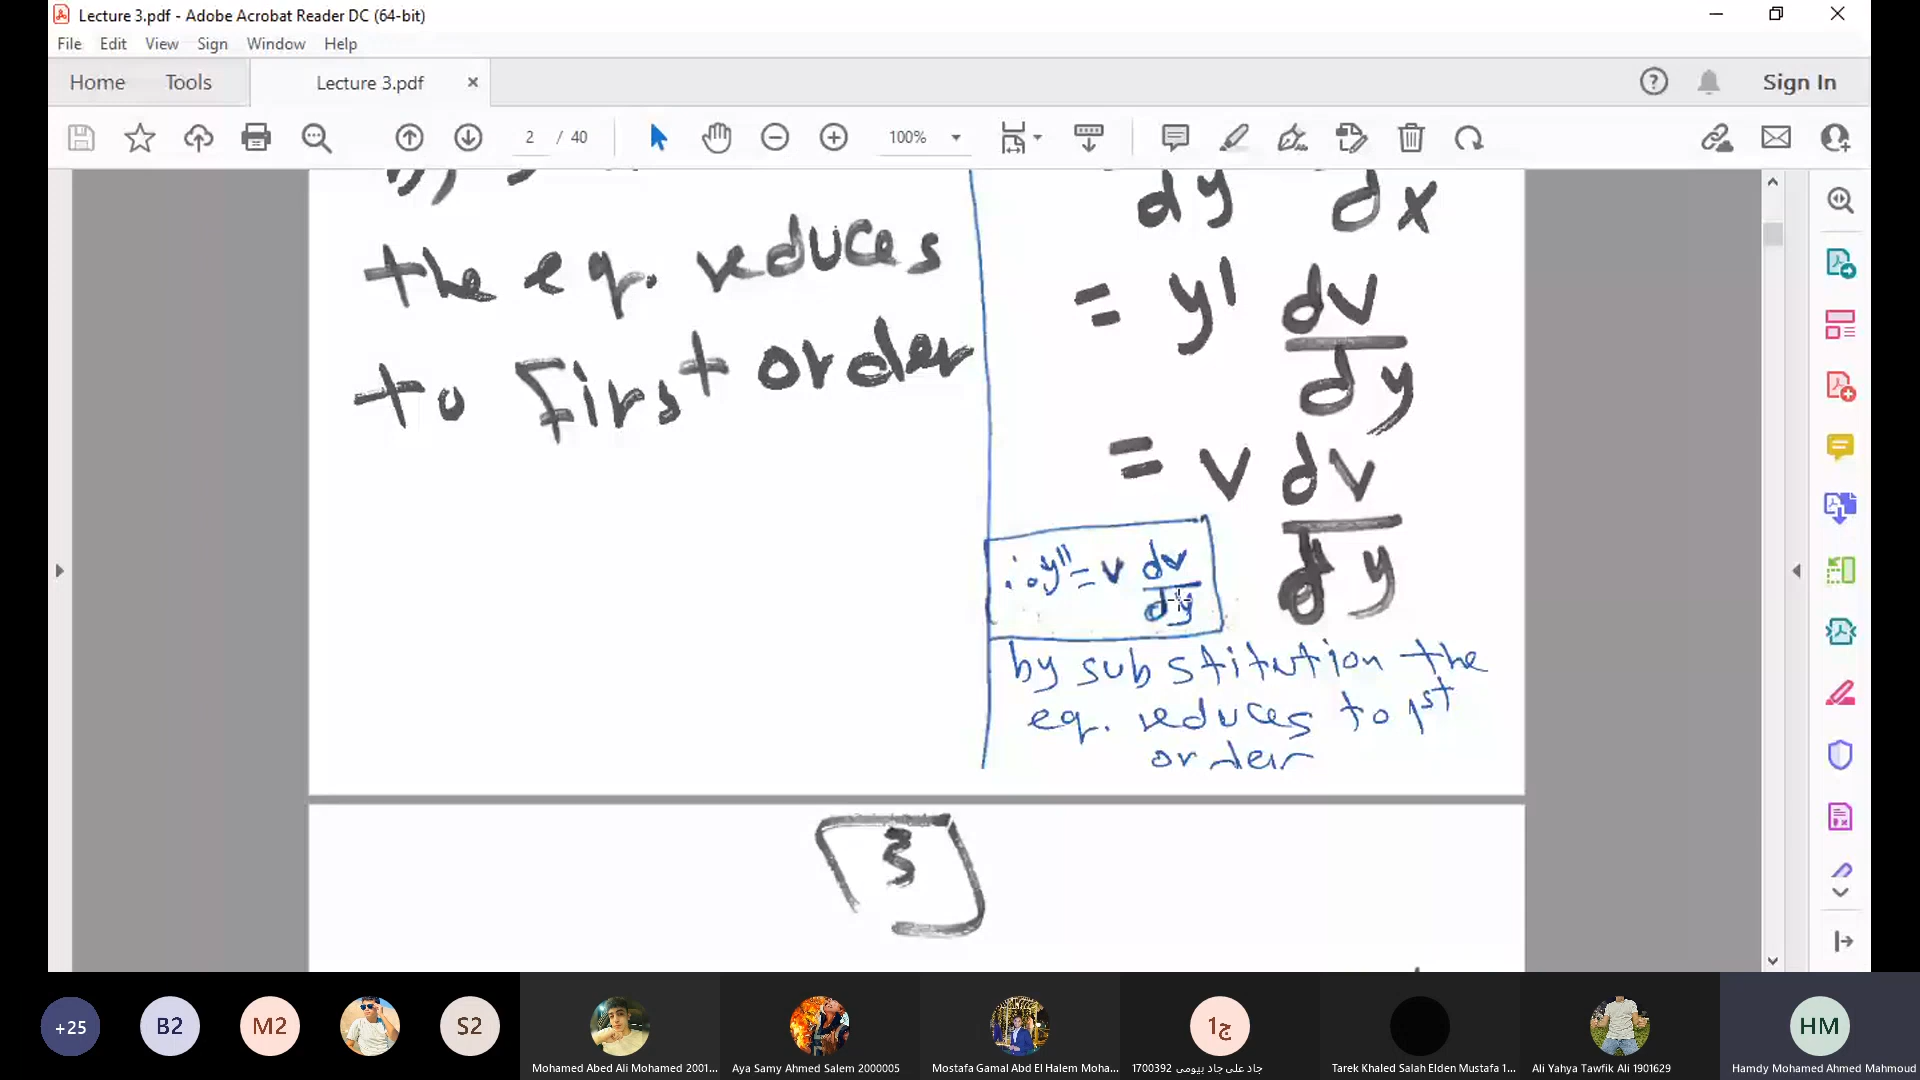 Lecture 3.pdf - Adobe Acrobat Reader DC (64-bit)
File Edit View Sign Window Help
Home Tools Lecture 3.pdf × Sign In
2 / 40 100%
the eq. reduces
to first order
dy dx
= y' dv
dy
= v dv
dy
∴ y'' = v dv
dy
by substitution the
eq. reduces to 1st
order
3
+25 B2 M2 S2 ج1 HM
Mohamed Abed Ali Mohamed 2001...
Aya Samy Ahmed Salem 2000005
Mostafa Gamal Abd El Halem Moha...
جاد على جاد بيومى 1700392
Tarek Khaled Salah Elden Mustafa 1...
Ali Yahya Tawfik Ali 1901629
Hamdy Mohamed Ahmed Mahmoud